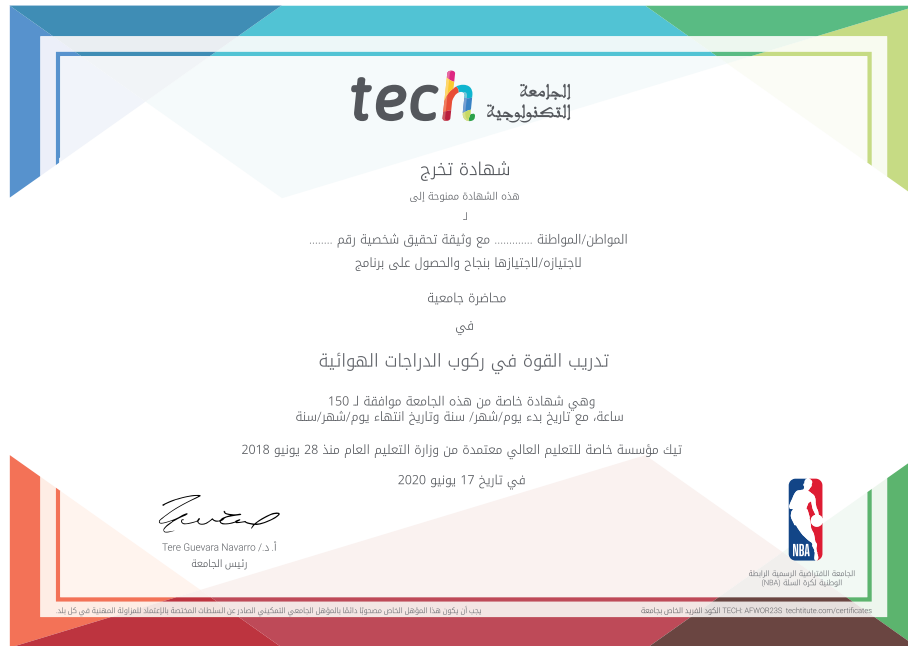 tech الجامعة
التكنولوجية
شهادة تخرج
هذه الشهادة ممنوحة إلى
لـ
المواطن/المواطنة ............. مع وثيقة تحقيق شخصية رقم ........
لاجتيازه/لاجتيازها بنجاح والحصول على برنامج
محاضرة جامعية
في
تدريب القوة في ركوب الدراجات الهوائية
وهي شهادة خاصة من هذه الجامعة موافقة لـ 150
ساعة، مع تاريخ بدء يوم/شهر/ سنة وتاريخ انتهاء يوم/شهر/سنة
تيك مؤسسة خاصة للتعليم العالي معتمدة من وزارة التعليم العام منذ 28 يونيو 2018
في تاريخ 17 يونيو 2020
أ. د./ Tere Guevara Navarro
رئيس الجامعة
NBA
الجامعة الافتراضية الرسمية الرابطة
الوطنية لكرة السلة (NBA)
يجب أن يكون هذا المؤهل الخاص مصحوبًا دائمًا بالمؤهل الجامعي التمكيني الصادر عن السلطات المختصة بالإعتماد للمزاولة المهنية في كل بلد.
الكود الفريد الخاص بجامعة TECH: AFWOR23S techtitute.com/certificates